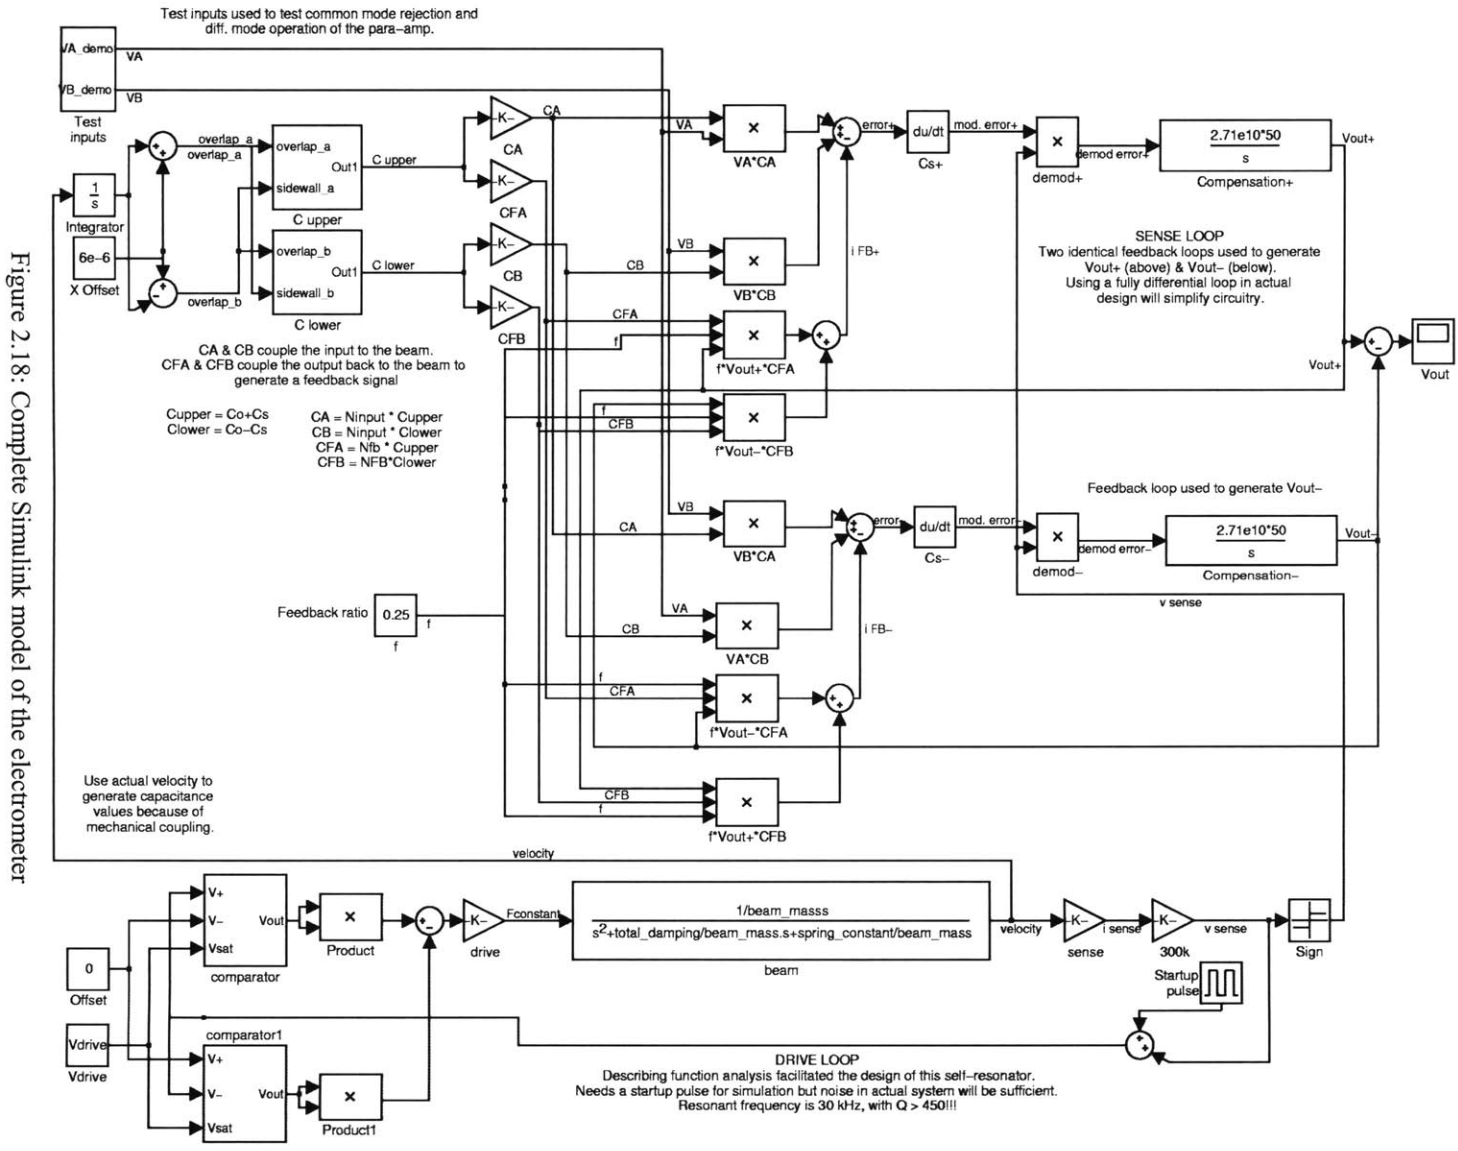 Test inputs used to test common mode rejection and
diff. mode operation of the para-amp.
VA_demo
VA
VB_demo
VB
Test
inputs
overlap_a
overlap_a
overlap_a
Out1
sidewall_a
C upper
C upper
1
s
Integrator
6e-6
X Offset
overlap_b
overlap_b
Out1
sidewall_b
C lower
C lower
-K-
CA
CA
-K-
CFA
-K-
CB
-K-
CFB
CA & CB couple the input to the beam.
CFA & CFB couple the output back to the beam to
generate a feedback signal
Cupper = Co+Cs
Clower = Co-Cs
CA = Ninput * Cupper
CB = Ninput * Clower
CFA = Nfb * Cupper
CFB = NFB*Clower
VA
×
VA*CA
VB
CB
×
VB*CB
CFA
f
×
f*Vout+*CFA
f
CFB
×
f*Vout-*CFB
i FB+
error+
du/dt
Cs+
mod. error+
×
demod+
demod error+
2.71e10*50
s
Compensation+
Vout+
SENSE LOOP
Two identical feedback loops used to generate
Vout+ (above) & Vout- (below).
Using a fully differential loop in actual
design will simplify circuitry.
Vout+
Vout
Feedback loop used to generate Vout-
VB
CA
×
VB*CA
error-
du/dt
Cs-
mod. error-
×
demod-
demod error-
2.71e10*50
s
Compensation-
Vout-
v sense
Feedback ratio
0.25
f
f
VA
CB
×
VA*CB
i FB-
f
CFA
×
f*Vout-*CFA
CFB
f
×
f*Vout+*CFB
Use actual velocity to
generate capacitance
values because of
mechanical coupling.
velocity
V+
V-
Vsat
Vout
comparator
×
Product
-K-
drive
Fconstant
1/beam_masss
s2+total_damping/beam_mass.s+spring_constant/beam_mass
beam
velocity
-K-
sense
i sense
-K-
300k
v sense
Sign
0
Offset
Startup
pulse
Vdrive
Vdrive
comparator1
V+
V-
Vsat
Vout
×
Product1
DRIVE LOOP
Describing function analysis facilitated the design of this self-resonator.
Needs a startup pulse for simulation but noise in actual system will be sufficient.
Resonant frequency is 30 kHz, with Q > 450!!!
Figure 2.18: Complete Simulink model of the electrometer